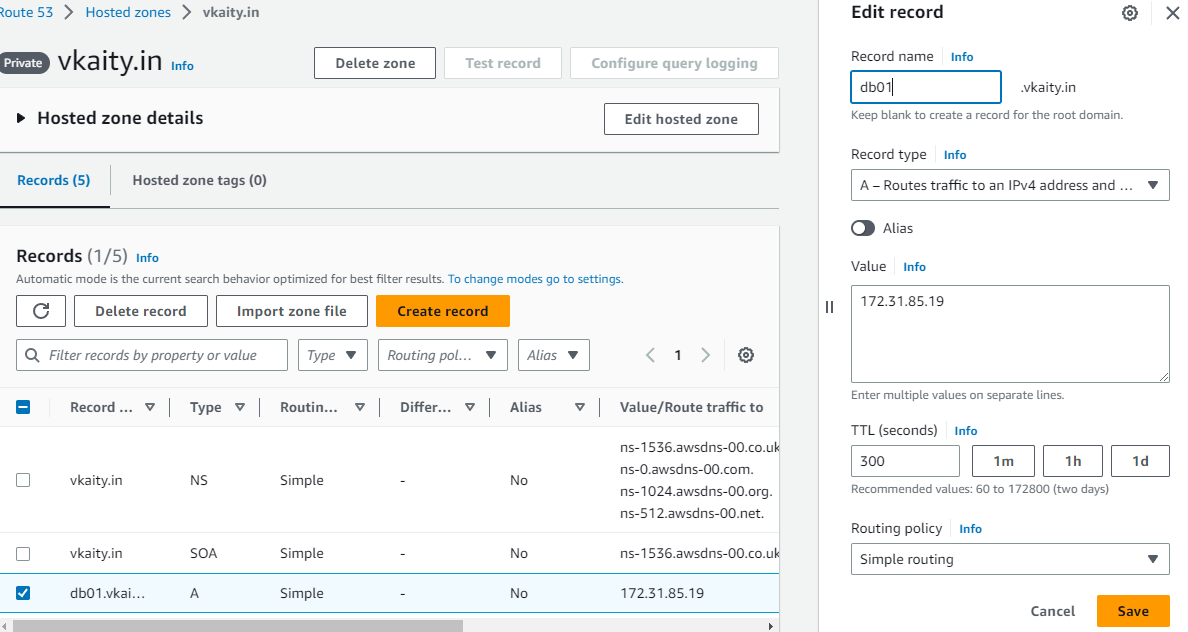 Route 53 > Hosted zones > vkaity.in
Private vkaity.in Info
Delete zone
Test record
Configure query logging
Hosted zone details
Edit hosted zone
Records (5)
Hosted zone tags (0)
Records (1/5) Info
Automatic mode is the current search behavior optimized for best filter results. To change modes go to settings.
Delete record
Import zone file
Create record
Filter records by property or value
Type
Routing pol...
Alias
1
Record ... Type Routin... Differ... Alias Value/Route traffic to
ns-1536.awsdns-00.co.uk
ns-0.awsdns-00.com.
vkaity.in NS Simple - No
ns-1024.awsdns-00.org.
ns-512.awsdns-00.net.
vkaity.in SOA Simple - No ns-1536.awsdns-00.co.uk
db01.vkai... A Simple - No 172.31.85.19
Edit record
Record name Info
db01 .vkaity.in
Keep blank to create a record for the root domain.
Record type Info
A – Routes traffic to an IPv4 address and ...
Alias
Value Info
172.31.85.19
Enter multiple values on separate lines.
TTL (seconds) Info
300 1m 1h 1d
Recommended values: 60 to 172800 (two days)
Routing policy Info
Simple routing
Cancel Save